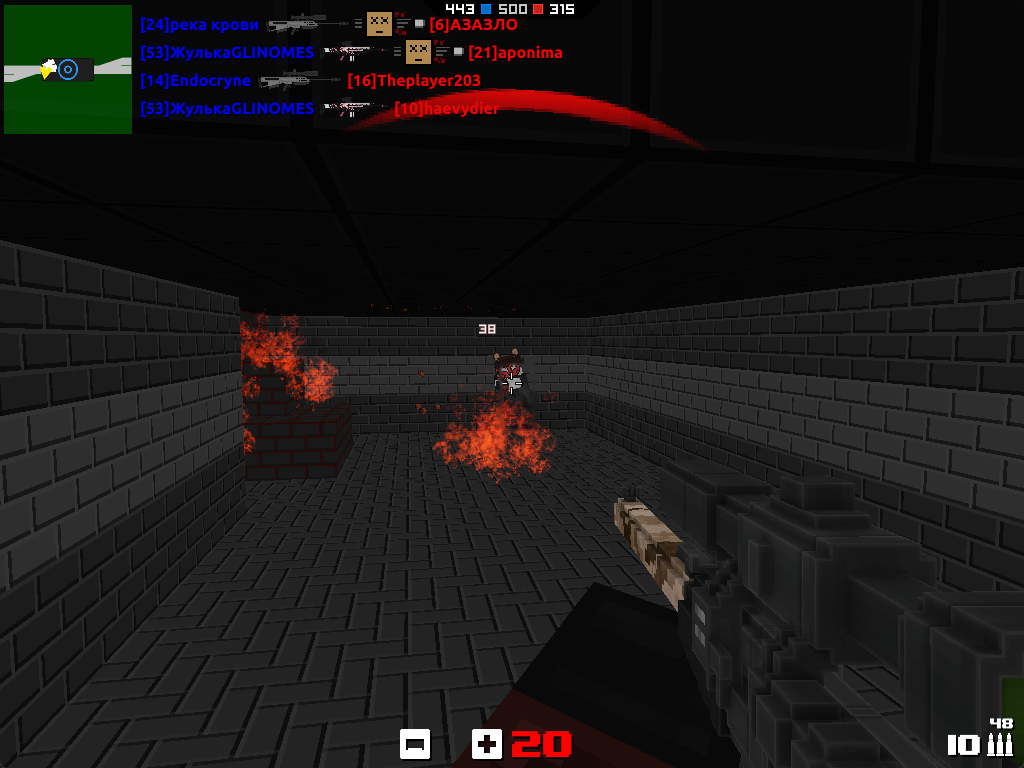 443 500 315
[24]река крови [6]АЗАЗЛО
[53]ЖулькаGLINOMES [21]aponima
[14]Endocryne [16]Theplayer203
[53]ЖулькаGLINOMES [10]haevydier
38
20
48
10